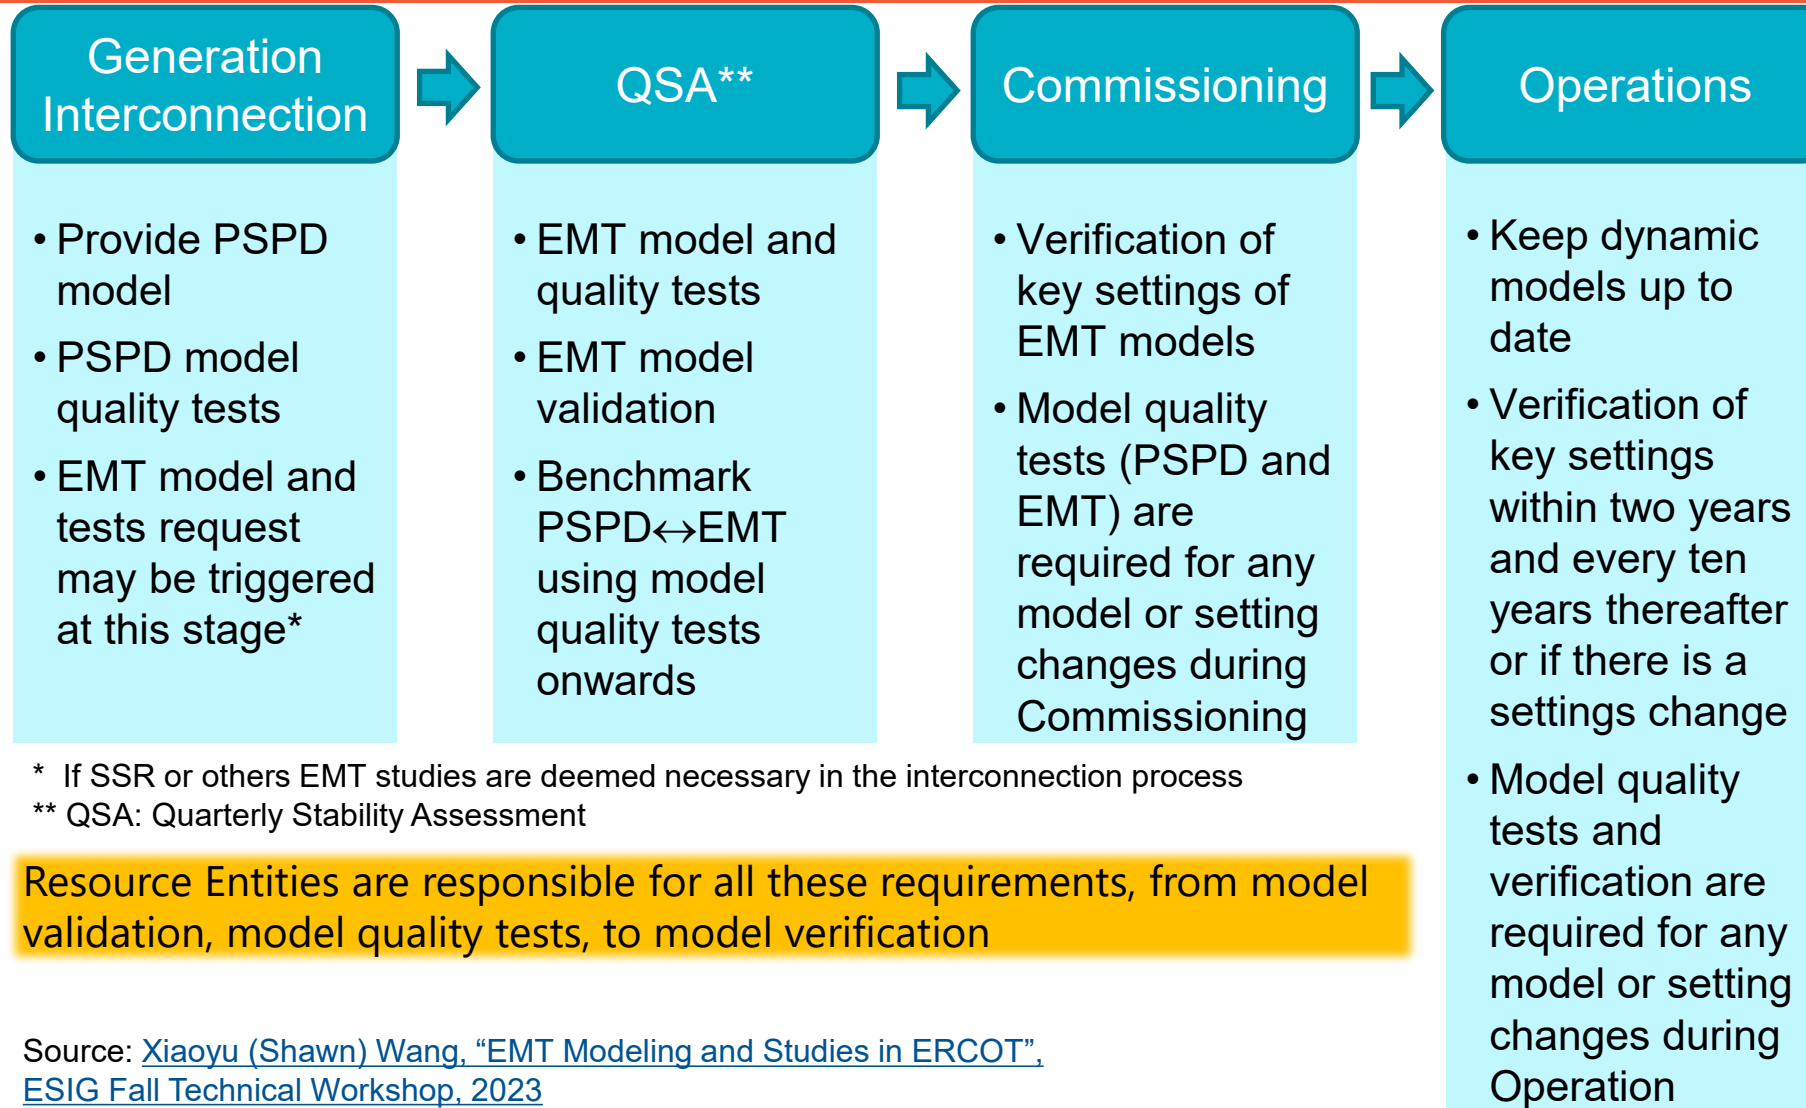 Generation
Interconnection
QSA**
Commissioning
Operations
• Provide PSPD
model
• PSPD model
quality tests
• EMT model and
tests request
may be triggered
at this stage*
• EMT model and
quality tests
• EMT model
validation
• Benchmark
PSPD↔EMT
using model
quality tests
onwards
• Verification of
key settings of
EMT models
• Model quality
tests (PSPD and
EMT) are
required for any
model or setting
changes during
Commissioning
• Keep dynamic
models up to
date
• Verification of
key settings
within two years
and every ten
years thereafter
or if there is a
settings change
• Model quality
tests and
verification are
required for any
model or setting
changes during
Operation
* If SSR or others EMT studies are deemed necessary in the interconnection process
** QSA: Quarterly Stability Assessment
Resource Entities are responsible for all these requirements, from model
validation, model quality tests, to model verification
Source: Xiaoyu (Shawn) Wang, “EMT Modeling and Studies in ERCOT”,
ESIG Fall Technical Workshop, 2023